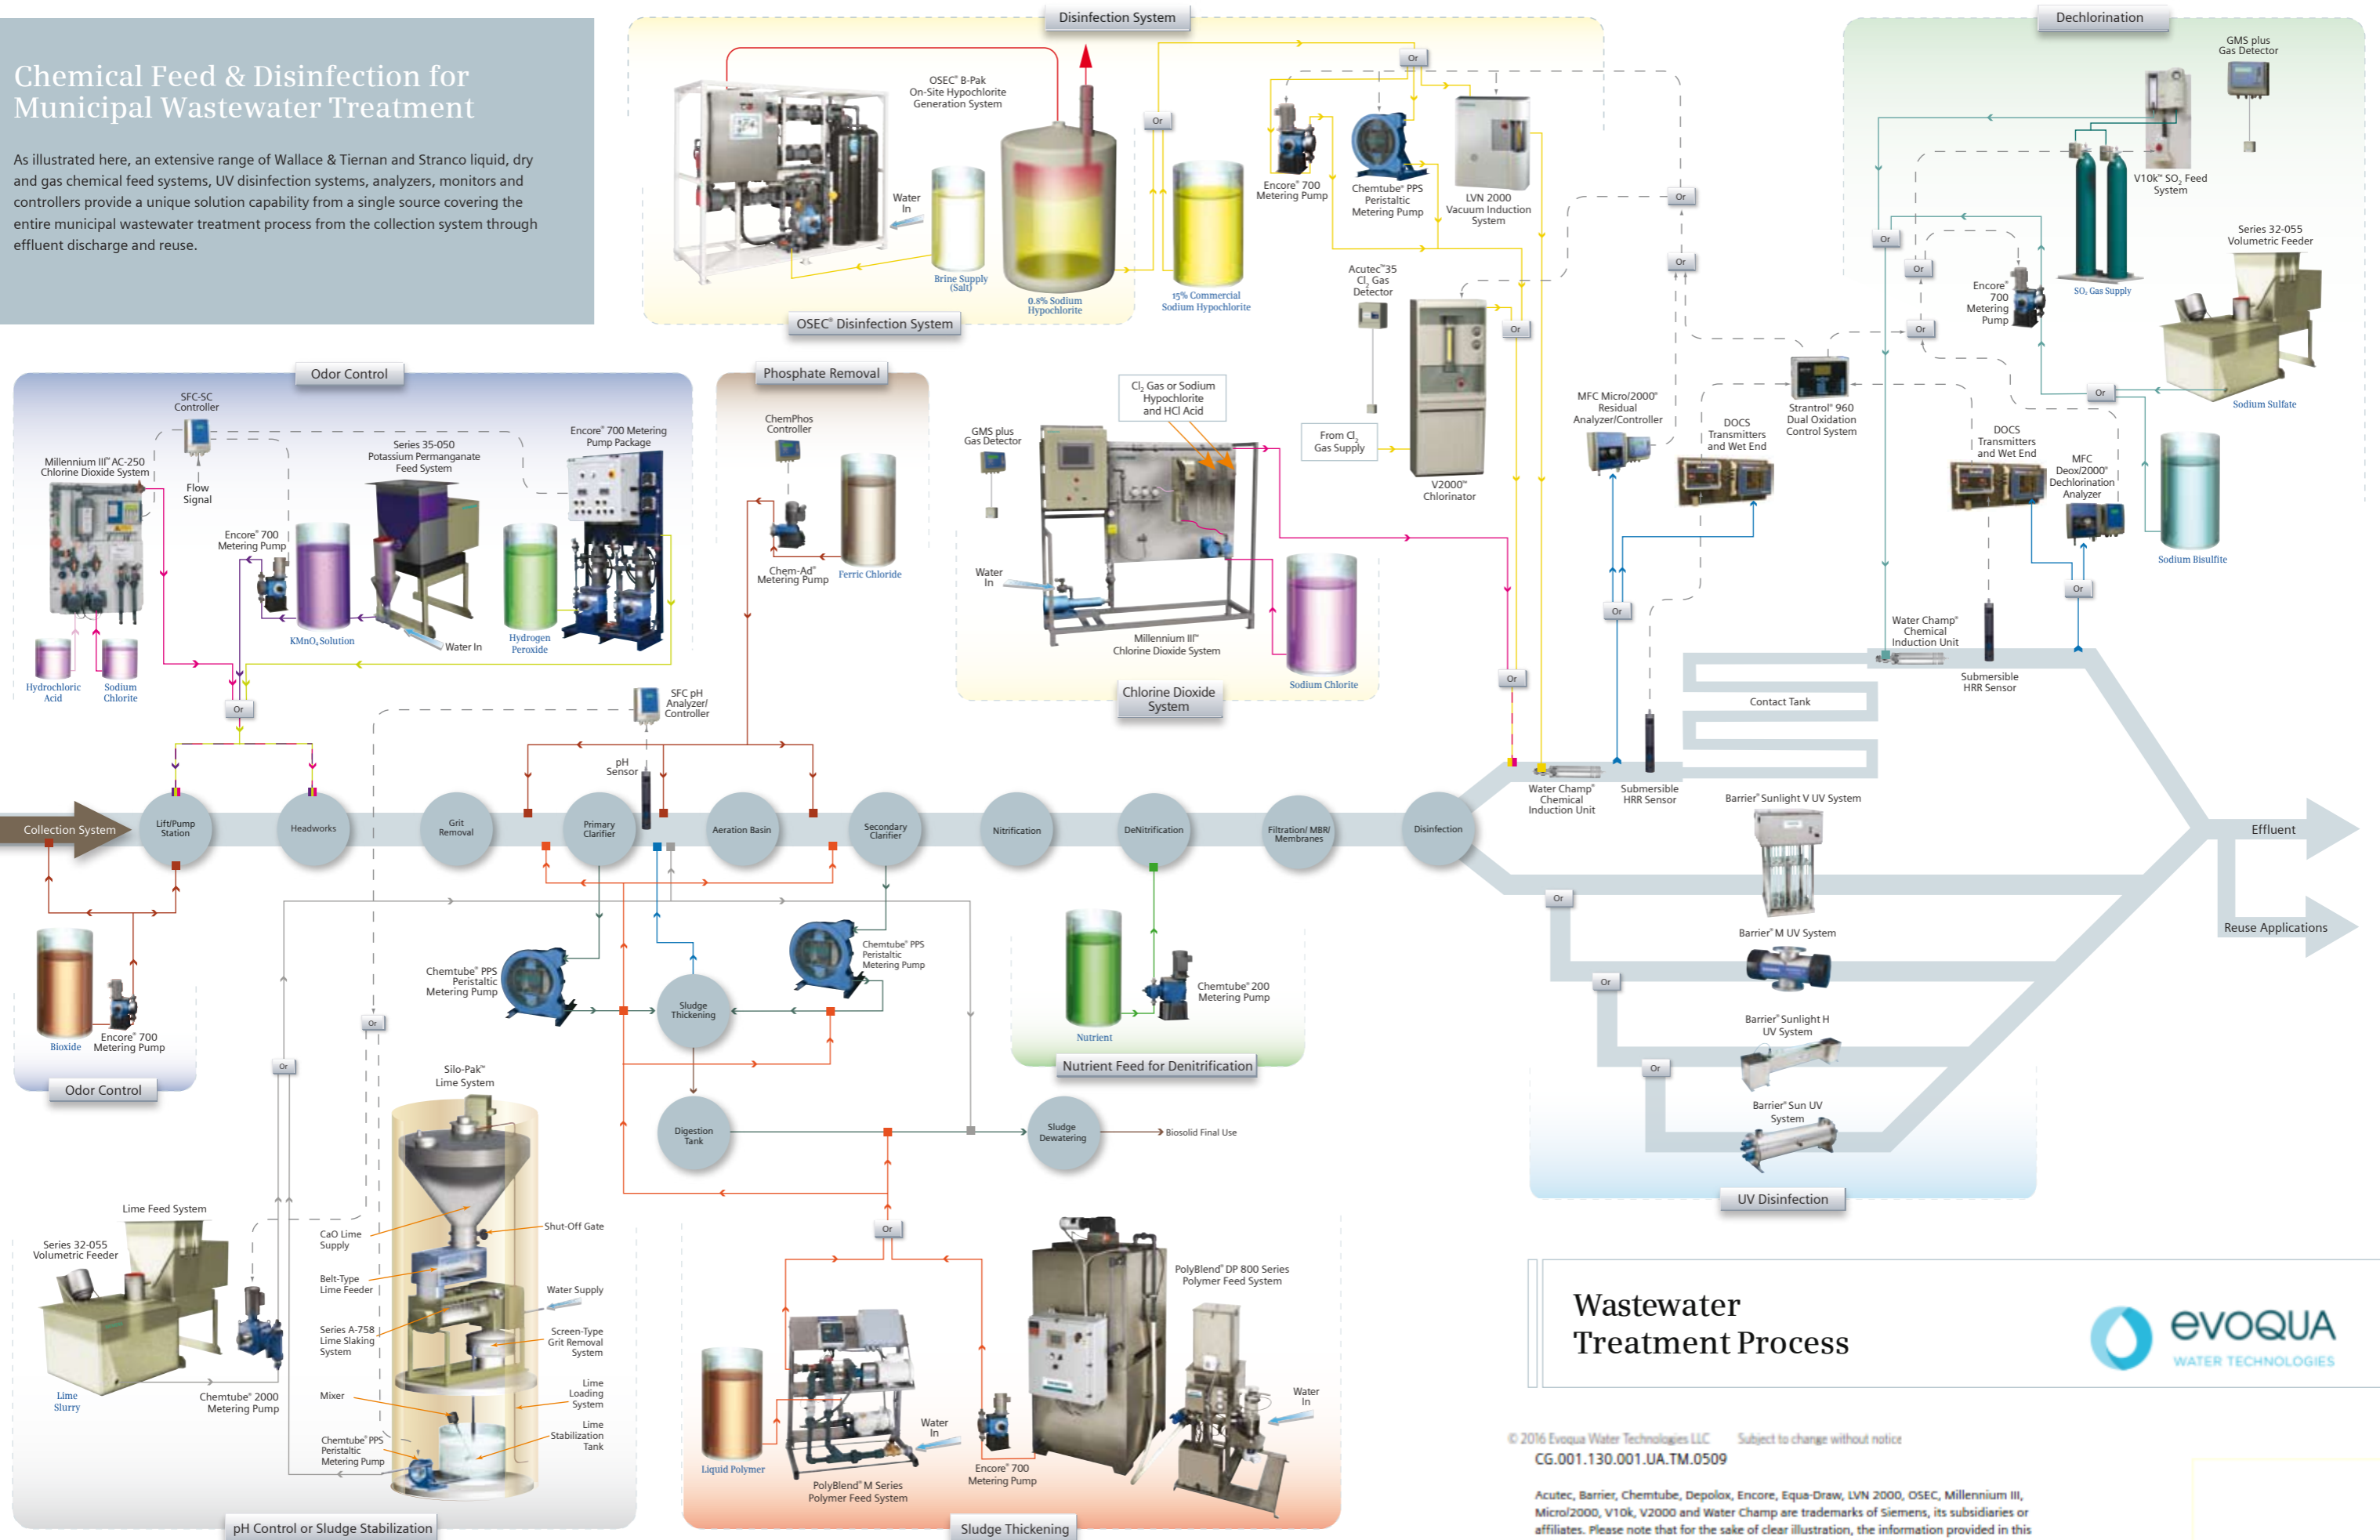 Chemical Feed & Disinfection for
Municipal Wastewater Treatment
As illustrated here, an extensive range of Wallace & Tiernan and Stranco liquid, dry
and gas chemical feed systems, UV disinfection systems, analyzers, monitors and
controllers provide a unique solution capability from a single source covering the
entire municipal wastewater treatment process from the collection system through
effluent discharge and reuse.
Disinfection System
OSEC® B-Pak
On-Site Hypochlorite
Generation System
Water
In
Brine Supply
(Salt)
0.8% Sodium
Hypochlorite
OSEC® Disinfection System
Or
15% Commercial
Sodium Hypochlorite
Or
Encore® 700
Metering Pump
Chemtube® PPS
Peristaltic
Metering Pump
LVN 2000
Vacuum Induction
System
Or
Or
Acutec™35
Cl₂ Gas
Detector
Or
From Cl₂
Gas Supply
V2000™
Chlorinator
Dechlorination
GMS plus
Gas Detector
V10k™ SO₂ Feed
System
SO₂ Gas Supply
Series 32-055
Volumetric Feeder
Or
Or
Encore®
700
Metering
Pump
Or
Or
Sodium Sulfate
Sodium Bisulfite
Strantrol® 960
Dual Oxidation
Control System
MFC Micro/2000®
Residual
Analyzer/Controller
DOCS
Transmitters
and Wet End
DOCS
Transmitters
and Wet End
MFC
Deox/2000®
Dechlorination
Analyzer
Or
Or
Water Champ®
Chemical
Induction Unit
Submersible
HRR Sensor
Contact Tank
Odor Control
SFC-SC
Controller
Flow
Signal
Millennium III™ AC-250
Chlorine Dioxide System
Hydrochloric
Acid
Sodium
Chlorite
Encore® 700
Metering Pump
KMnO₄ Solution
Series 35-050
Potassium Permanganate
Feed System
Water In
Hydrogen
Peroxide
Encore® 700 Metering
Pump Package
Or
Phosphate Removal
ChemPhos
Controller
Chem-Ad®
Metering Pump
Ferric Chloride
GMS plus
Gas Detector
Cl₂ Gas or Sodium
Hypochlorite
and HCl Acid
Water
In
Millennium III™
Chlorine Dioxide System
Sodium Chlorite
Chlorine Dioxide
System
Or
SFC pH
Analyzer/
Controller
pH
Sensor
Collection System
Lift/Pump
Station
Headworks
Grit
Removal
Primary
Clarifier
Aeration Basin
Secondary
Clarifier
Nitrification
DeNitrification
Filtration/ MBR/
Membranes
Disinfection
Water Champ®
Chemical
Induction Unit
Submersible
HRR Sensor
Effluent
Reuse Applications
Barrier® Sunlight V UV System
Or
Barrier® M UV System
Or
Barrier® Sunlight H
UV System
Or
Barrier® Sun UV
System
UV Disinfection
Bioxide
Encore® 700
Metering Pump
Odor Control
Or
Or
Chemtube® PPS
Peristaltic
Metering Pump
Sludge
Thickening
Chemtube® PPS
Peristaltic
Metering Pump
Digestion
Tank
Sludge
Dewatering
Biosolid Final Use
Nutrient
Chemtube® 200
Metering Pump
Nutrient Feed for Denitrification
Lime Feed System
Series 32-055
Volumetric Feeder
Lime
Slurry
Chemtube® 2000
Metering Pump
Silo-Pak™
Lime System
CaO Lime
Supply
Shut-Off Gate
Belt-Type
Lime Feeder
Water Supply
Series A-758
Lime Slaking
System
Screen-Type
Grit Removal
System
Mixer
Lime
Loading
System
Lime
Stabilization
Tank
Chemtube® PPS
Peristaltic
Metering Pump
pH Control or Sludge Stabilization
Or
Liquid Polymer
PolyBlend® M Series
Polymer Feed System
Water
In
Encore® 700
Metering Pump
PolyBlend® DP 800 Series
Polymer Feed System
Water
In
Sludge Thickening
Wastewater
Treatment Process
evoqua
WATER TECHNOLOGIES
© 2016 Evoqua Water Technologies LLC Subject to change without notice
CG.001.130.001.UA.TM.0509
Acutec, Barrier, Chemtube, Depolox, Encore, Equa-Draw, LVN 2000, OSEC, Millennium III,
Micro/2000, V10k, V2000 and Water Champ are trademarks of Siemens, its subsidiaries or
affiliates. Please note that for the sake of clear illustration, the information provided in this